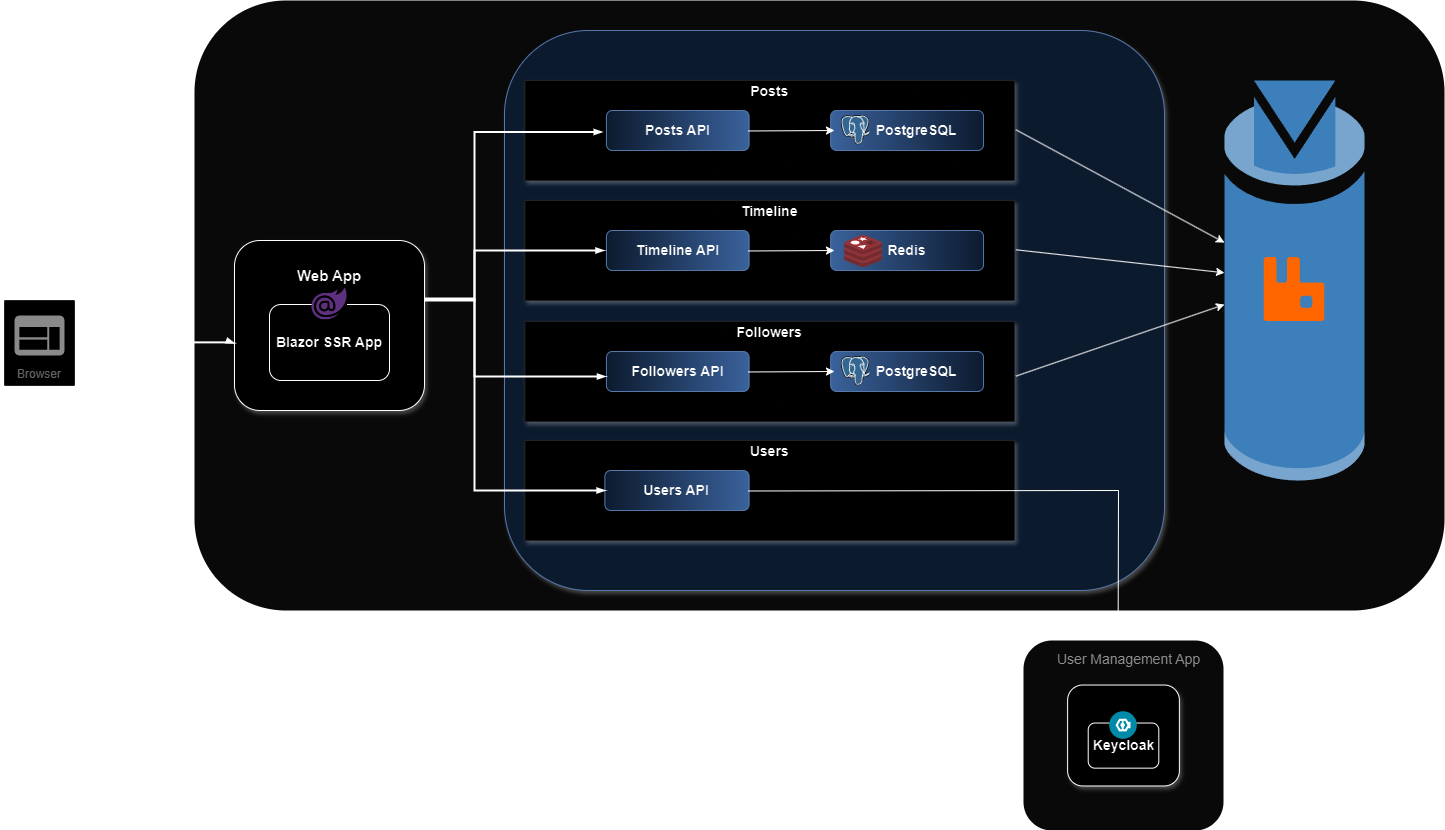 Posts
Posts API
PostgreSQL
Timeline
Timeline API
Redis
Web App
Blazor SSR App
Browser
Followers
Followers API
PostgreSQL
Users
Users API
User Management App
Keycloak